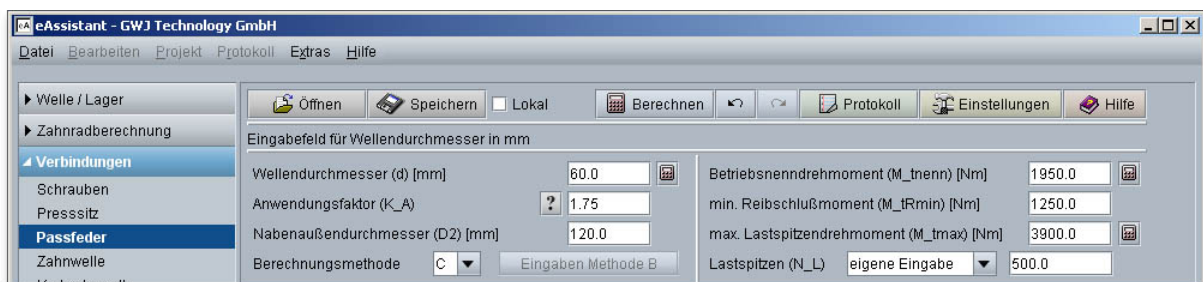 eA eAssistant - GWJ Technology GmbH
Datei Bearbeiten Projekt Protokoll Extras Hilfe
Welle / Lager
Zahnradberechnung
Verbindungen
Schrauben
Presssitz
Passfeder
Zahnwelle
Öffnen Speichern Lokal Berechnen Protokoll Einstellungen Hilfe
Eingabefeld für Wellendurchmesser in mm
Wellendurchmesser (d) [mm] 60.0
Anwendungsfaktor (K_A) ? 1.75
Nabenaußendurchmesser (D2) [mm] 120.0
Berechnungsmethode C Eingaben Methode B
Betriebsnenndrehmoment (M_tnenn) [Nm] 1950.0
min. Reibschlußmoment (M_tRmin) [Nm] 1250.0
max. Lastspitzendrehmoment (M_tmax) [Nm] 3900.0
Lastspitzen (N_L) eigene Eingabe 500.0